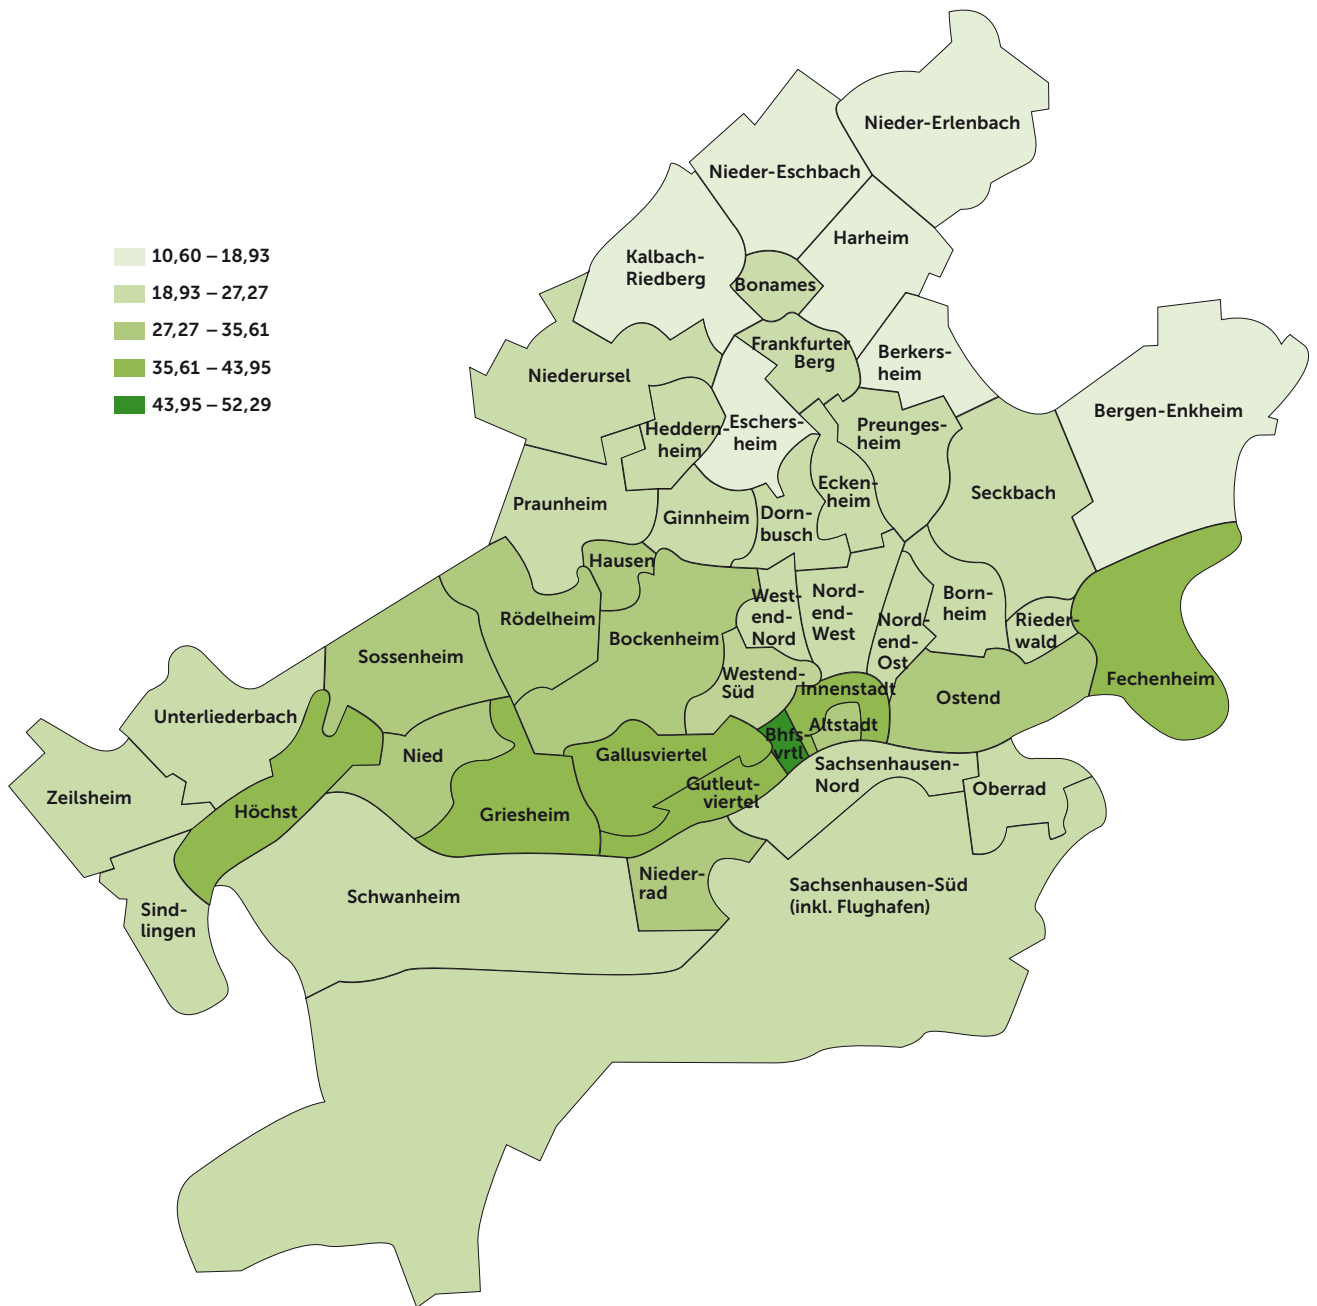 Nieder-Erlenbach
Nieder-Eschbach
Harheim
Kalbach-
Riedberg
Bonames
10,60 – 18,93
18,93 – 27,27
27,27 – 35,61
35,61 – 43,95
43,95 – 52,29
Frankfurter
Berg
Berkers-
heim
Niederursel
Bergen-Enkheim
Heddern-
heim
Eschers-
heim
Preunges-
heim
Ecken-
heim
Seckbach
Praunheim
Ginnheim
Dorn-
busch
Hausen
Rödelheim
Bockenheim
West-
end-
Nord
Nord-
end-
West
Nord-
end-
Ost
Born-
heim
Rieder-
wald
Sossenheim
Westend-
Süd
Innenstadt
Ostend
Fechenheim
Unterliederbach
Nied
Gallusviertel
Bhfs-
vrtl
Altstadt
Zeilsheim
Höchst
Griesheim
Gutleut-
viertel
Sachsenhausen-
Nord
Oberrad
Schwanheim
Nieder-
rad
Sachsenhausen-Süd
(inkl. Flughafen)
Sind-
lingen